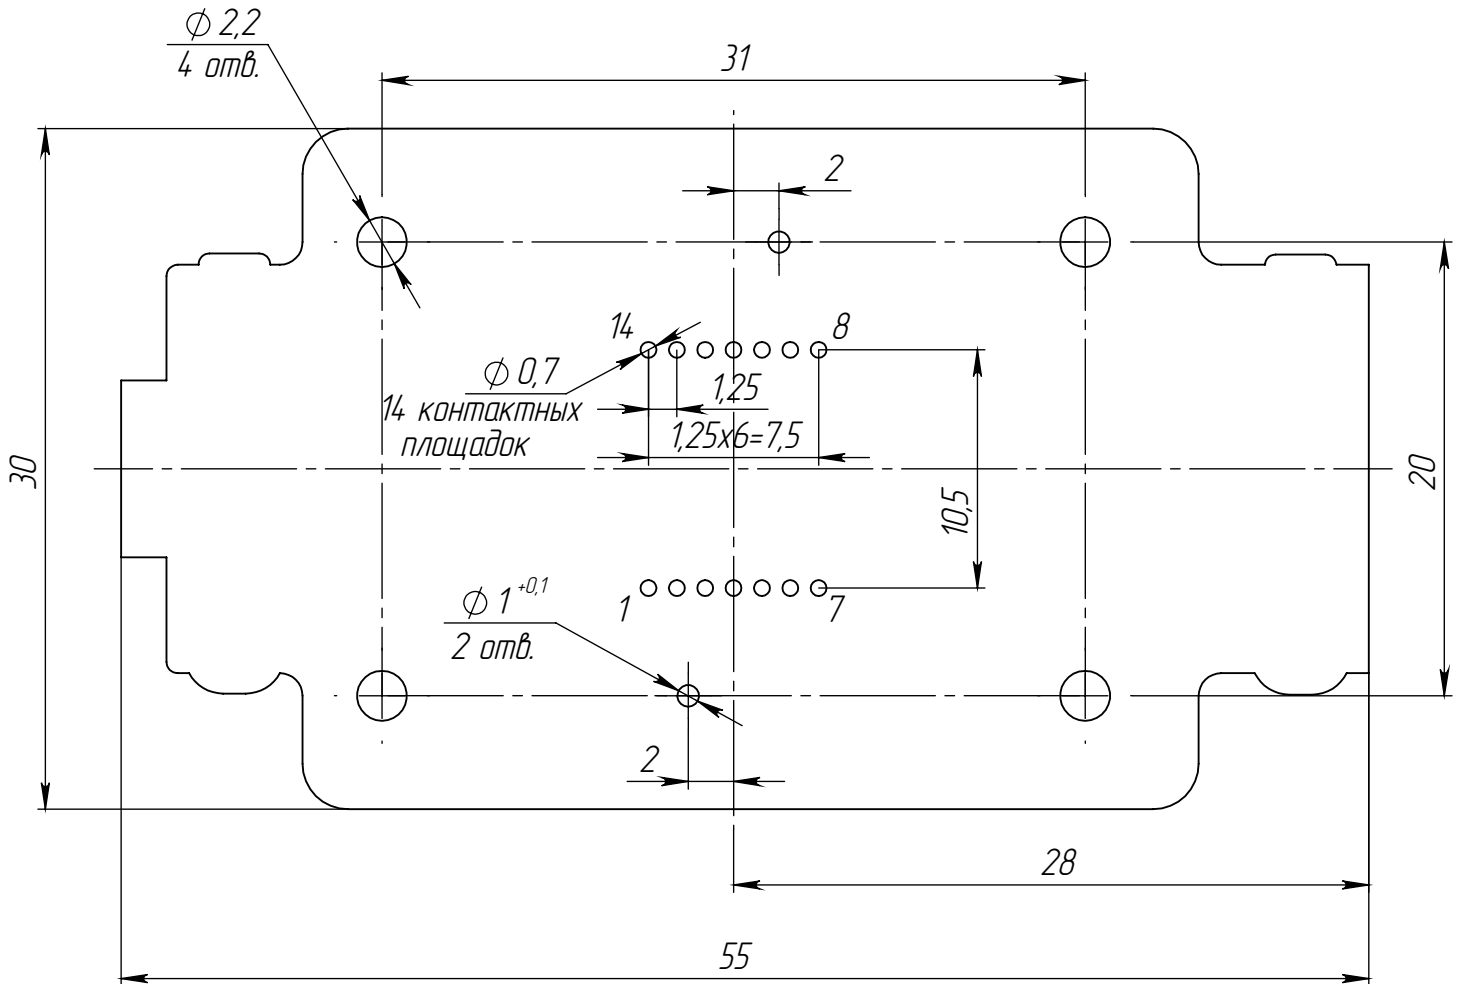 ⌀ 2,2
4 отв.
31
2
14
8
⌀ 0,7
14 контактных
площадок
1,25
1,25x6=7,5
30
20
10,5
⌀ 1 +0,1
2 отв.
1
7
2
28
55